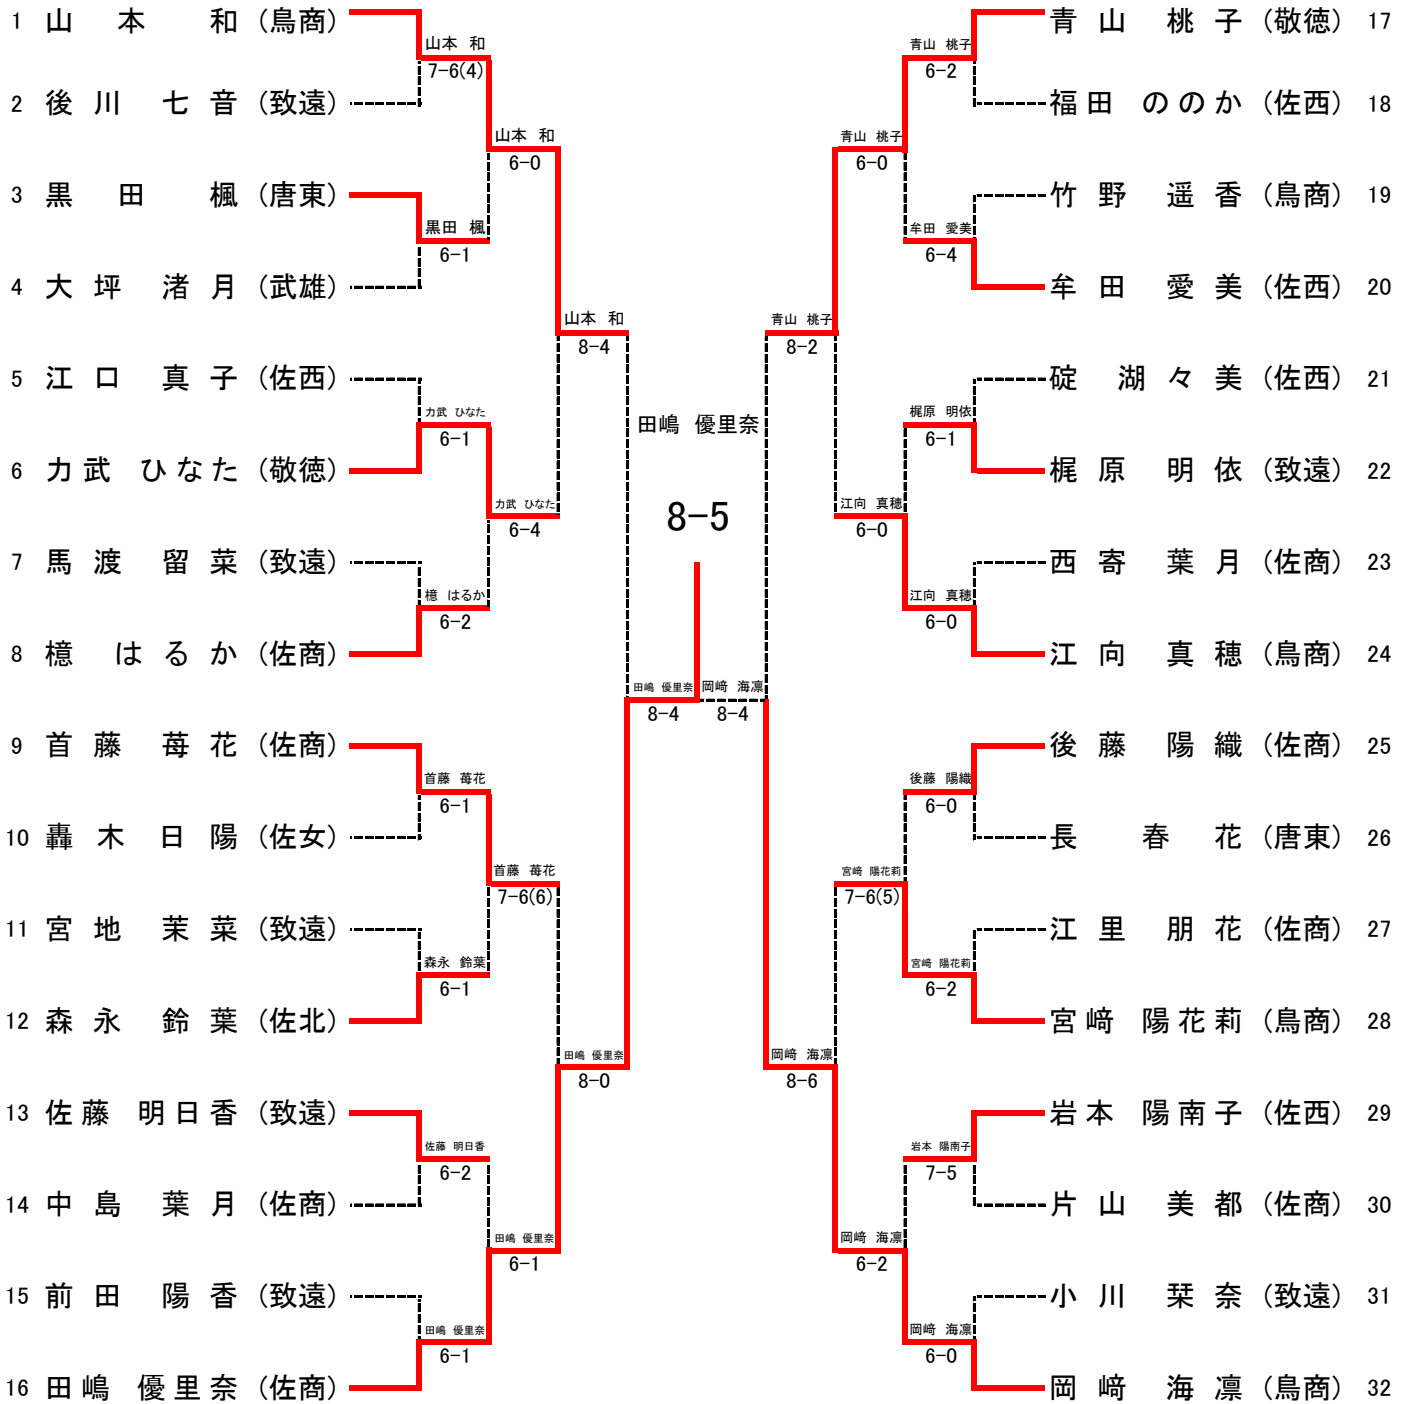 1 山本 和 (鳥商)
2 後川 七音 (致遠)
3 黒田 楓 (唐東)
4 大坪 渚月 (武雄)
5 江口 真子 (佐西)
6 力武 ひなた (敬徳)
7 馬渡 留菜 (致遠)
8 檍 はるか (佐商)
9 首藤 苺花 (佐商)
10 轟木 日陽 (佐女)
11 宮地 茉菜 (致遠)
12 森永 鈴葉 (佐北)
13 佐藤 明日香 (致遠)
14 中島 葉月 (佐商)
15 前田 陽香 (致遠)
16 田嶋 優里奈 (佐商)
山本 和
7-6(4)
黒田 楓
6-1
力武 ひなた
6-1
檍 はるか
6-2
首藤 苺花
6-1
森永 鈴葉
6-1
佐藤 明日香
6-2
田嶋 優里奈
6-1
山本 和
6-0
力武 ひなた
6-4
首藤 苺花
7-6(6)
田嶋 優里奈
6-1
山本 和
8-4
田嶋 優里奈
8-0
田嶋 優里奈
8-4
田嶋 優里奈
8-5
岡﨑 海凛
8-4
青山 桃子
8-2
岡﨑 海凛
8-6
青山 桃子
6-0
江向 真穂
6-0
宮﨑 陽花莉
7-6(5)
岡﨑 海凛
6-2
青山 桃子
6-2
牟田 愛美
6-4
梶原 明依
6-1
江向 真穂
6-0
後藤 陽織
6-0
宮﨑 陽花莉
6-2
岩本 陽南子
7-5
岡﨑 海凛
6-0
青山 桃子 (敬徳) 17
福田 ののか (佐西) 18
竹野 遥香 (鳥商) 19
牟田 愛美 (佐西) 20
碇 湖々美 (佐西) 21
梶原 明依 (致遠) 22
西寄 葉月 (佐商) 23
江向 真穂 (鳥商) 24
後藤 陽織 (佐商) 25
長 春花 (唐東) 26
江里 朋花 (佐商) 27
宮﨑 陽花莉 (鳥商) 28
岩本 陽南子 (佐西) 29
片山 美都 (佐商) 30
小川 栞奈 (致遠) 31
岡﨑 海凛 (鳥商) 32